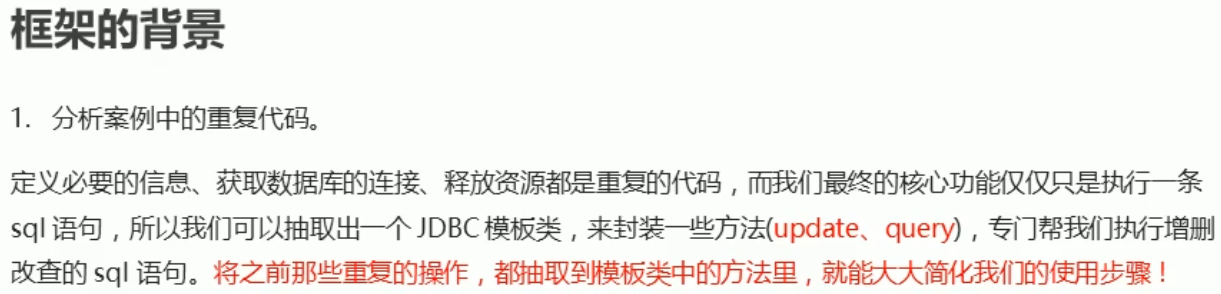 框架的背景
1. 分析案例中的重复代码。
定义必要的信息、获取数据库的连接、释放资源都是重复的代码，而我们最终的核心功能仅仅只是执行一条
sql 语句，所以我们可以抽取出一个 JDBC 模板类，来封装一些方法(update、query)，专门帮我们执行增删
改查的 sql 语句。将之前那些重复的操作，都抽取到模板类中的方法里，就能大大简化我们的使用步骤！